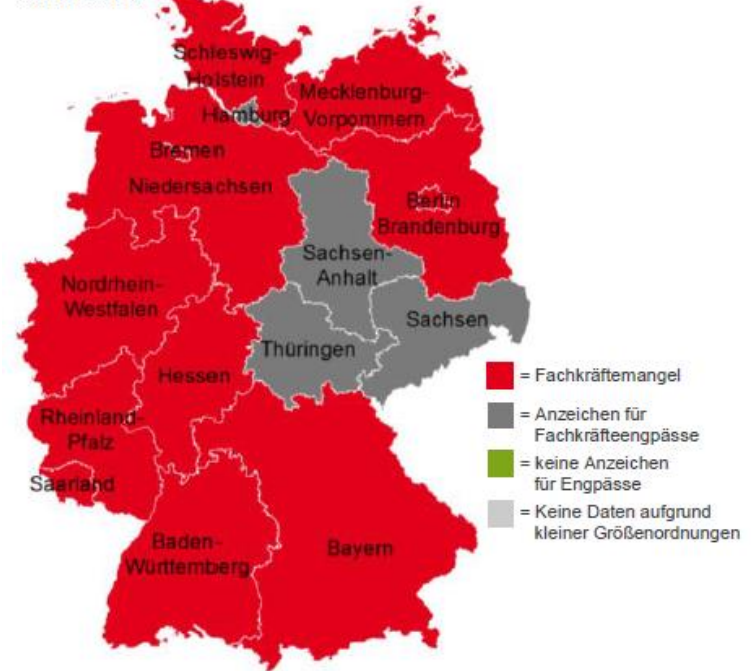 Schleswig-
Holstein
Mecklenburg-
Vorpommern
Hamburg
Bremen
Niedersachsen
Berlin
Brandenburg
Sachsen-
Anhalt
Nordrhein-
Westfalen
Sachsen
Thüringen
Hessen
Rheinland-
Pfalz
Saarland
Baden-
Württemberg
Bayern
= Fachkräftemangel
= Anzeichen für
Fachkräfteengpässe
= keine Anzeichen
für Engpässe
= Keine Daten aufgrund
kleiner Größenordnungen